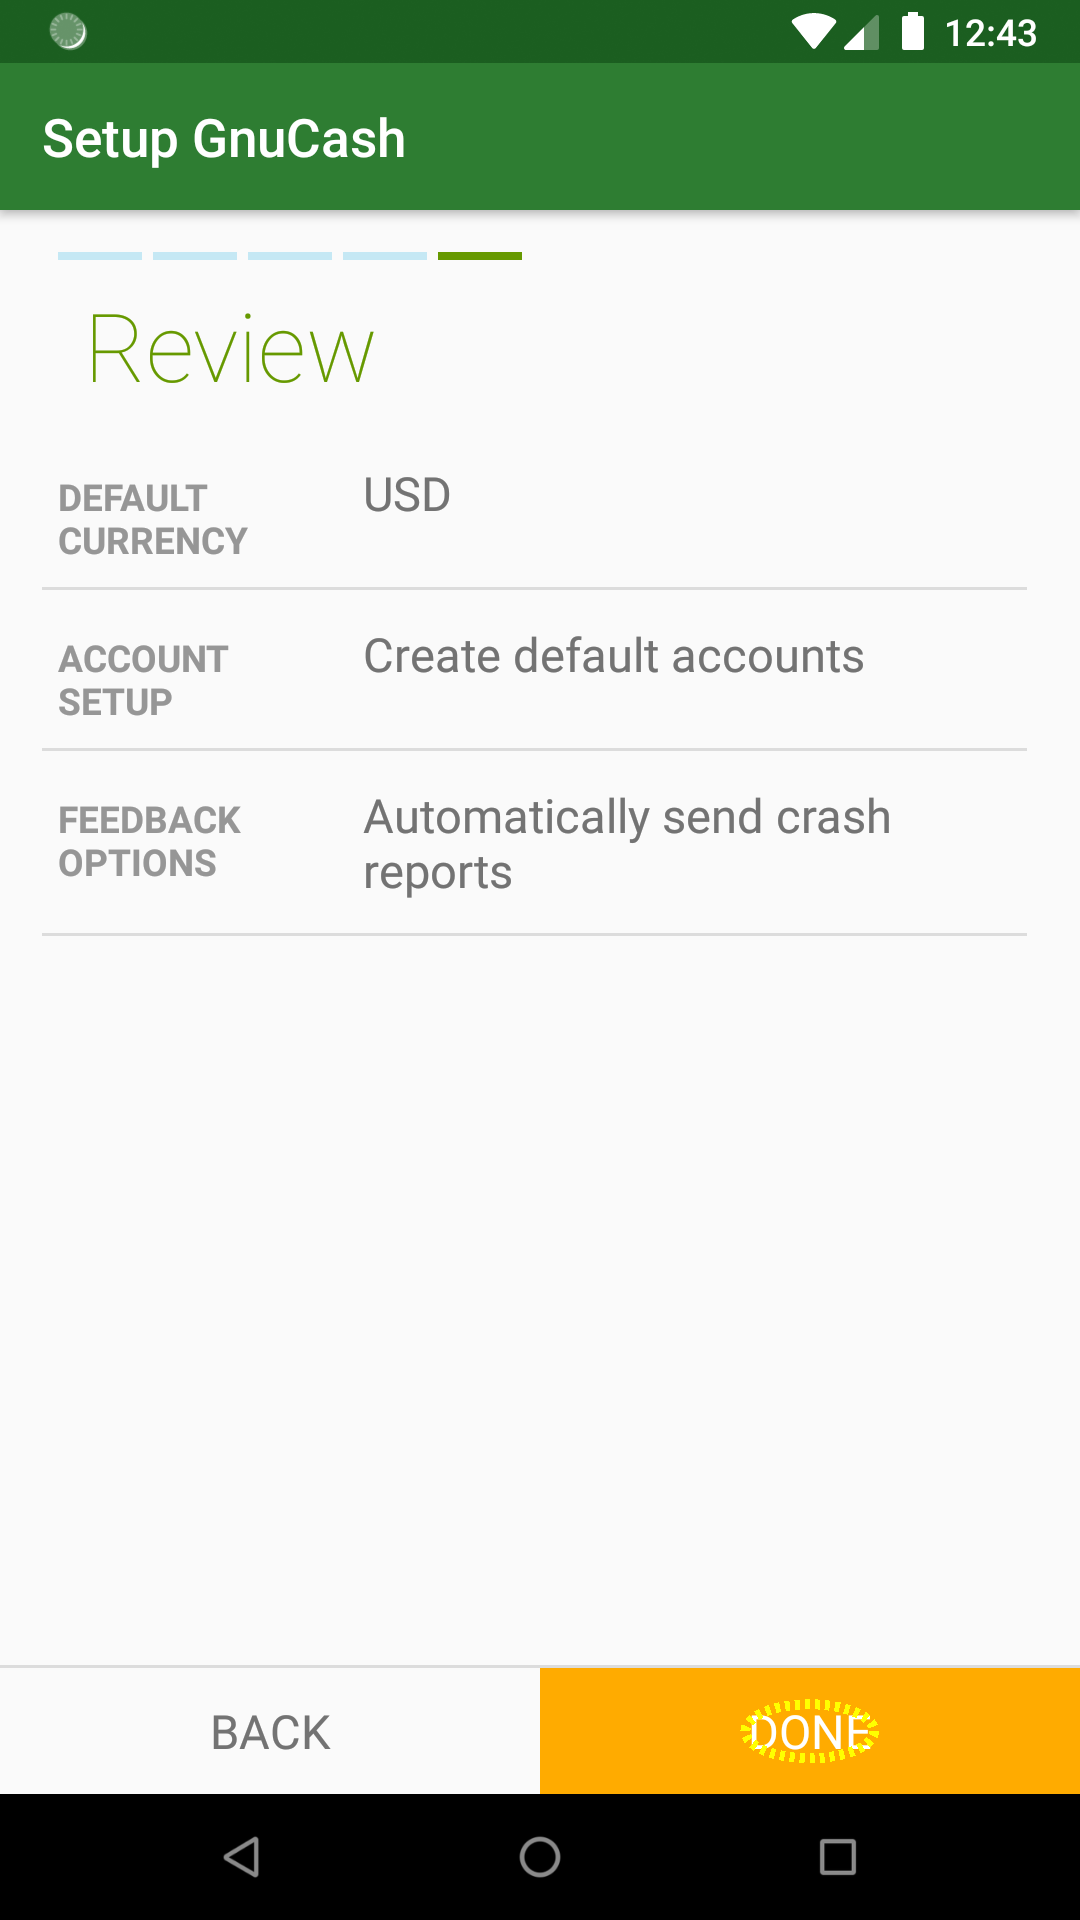 12:43
Setup GnuCash
Review
DEFAULT
CURRENCY
USD
ACCOUNT
SETUP
Create default accounts
FEEDBACK
OPTIONS
Automatically send crash
reports
BACK
DONE